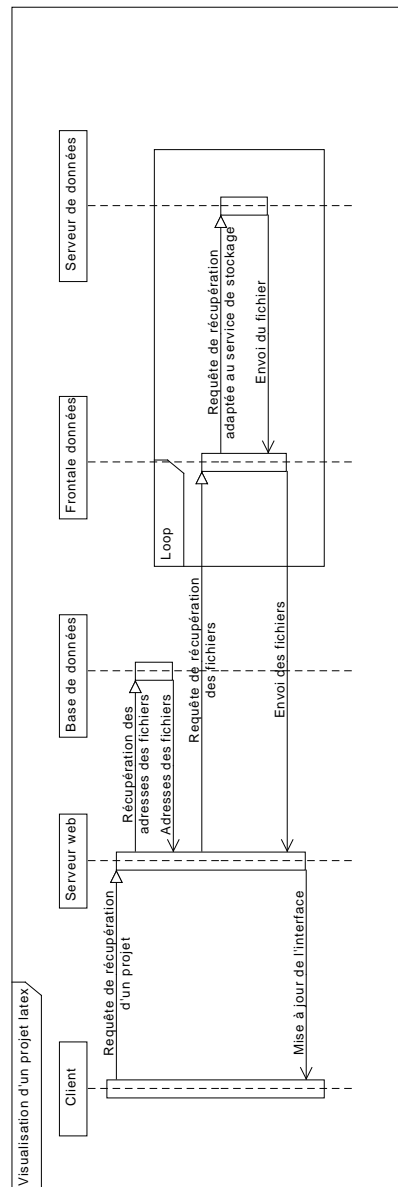 Visualisation d'un projet latex
Client
Serveur web
Base de données
Frontale données
Serveur de données
Requête de récupération
d'un projet
Récupération des
adresses des fichiers
Adresses des fichiers
Requête de récupération
des fichiers
Loop
Requête de récupération
adaptée au service de stockage
Envoi du fichier
Envoi des fichiers
Mise à jour de l'interface